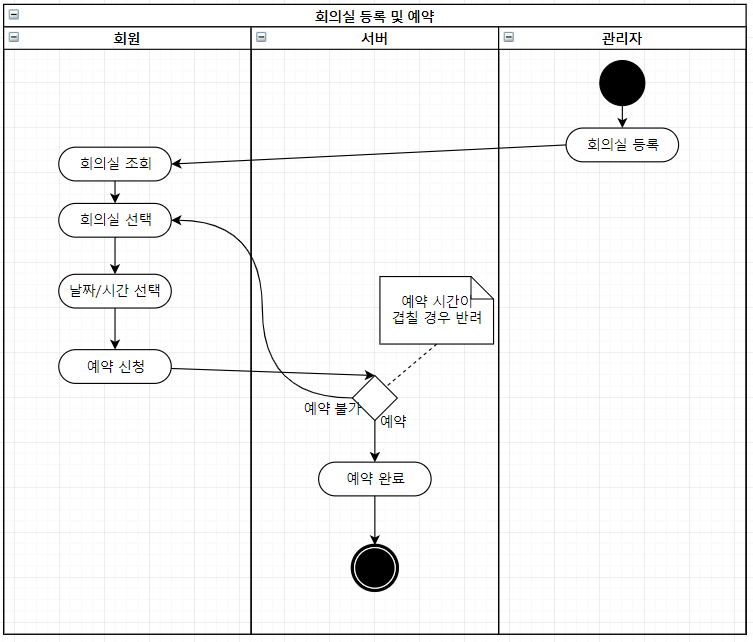 회의실 등록 및 예약
회원
서버
관리자
회의실 등록
회의실 조회
회의실 선택
날짜/시간 선택
예약 시간이
겹칠 경우 반려
예약 신청
예약 불가
예약
예약 완료